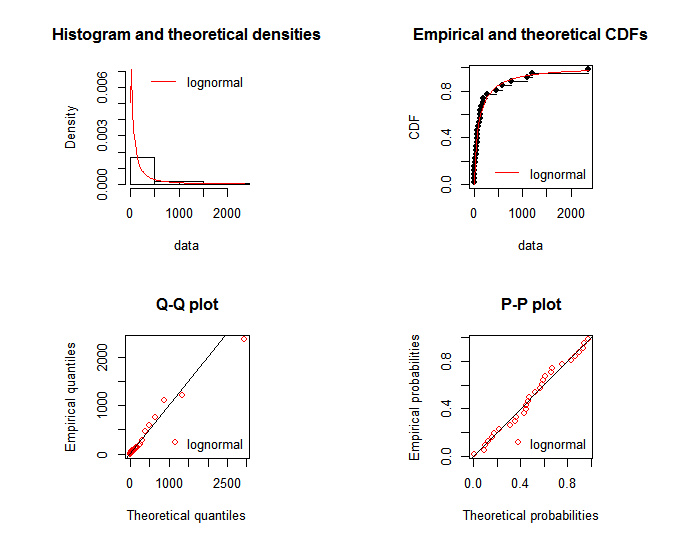 Histogram and theoretical densities
Density
0.000
0.003
0.006
lognormal
0
1000
2000
data
Empirical and theoretical CDFs
CDF
0.0
0.4
0.8
lognormal
0
1000
2000
data
Q-Q plot
Empirical quantiles
0
1000
2000
lognormal
0
1000
2500
Theoretical quantiles
P-P plot
Empirical probabilities
0.0
0.4
0.8
lognormal
0.0
0.4
0.8
Theoretical probabilities